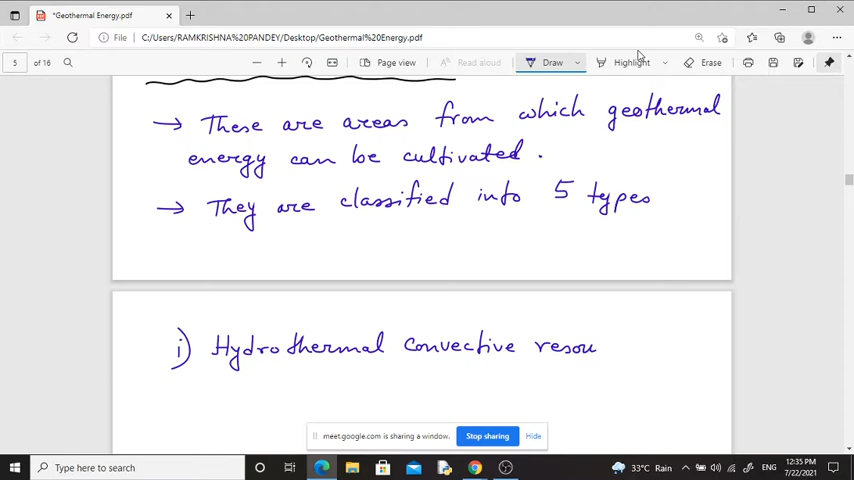 *Geothermal Energy.pdf
File C:/Users/RAMKRISHNA%20PANDEY/Desktop/Geothermal%20Energy.pdf
5 of 16 Page view Read aloud Draw Highlight Erase
→ These are areas from which geothermal
energy can be cultivated.
→ They are classified into 5 types
i) Hydrothermal convective resou
meet.google.com is sharing a window. Stop sharing Hide
Type here to search
33°C Rain
ENG
12:35 PM
7/22/2021